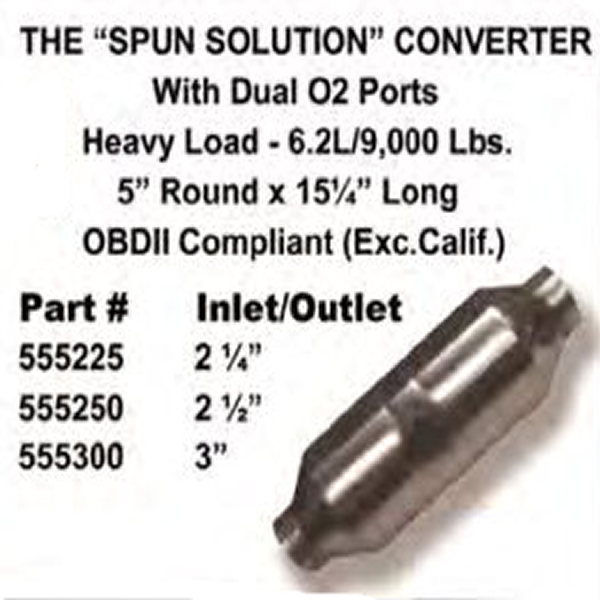 THE “SPUN SOLUTION” CONVERTER
With Dual O2 Ports
Heavy Load - 6.2L/9,000 Lbs.
5” Round x 15¼” Long
OBDII Compliant (Exc.Calif.)
Part # Inlet/Outlet
555225 2 ¼”
555250 2 ½”
555300 3”